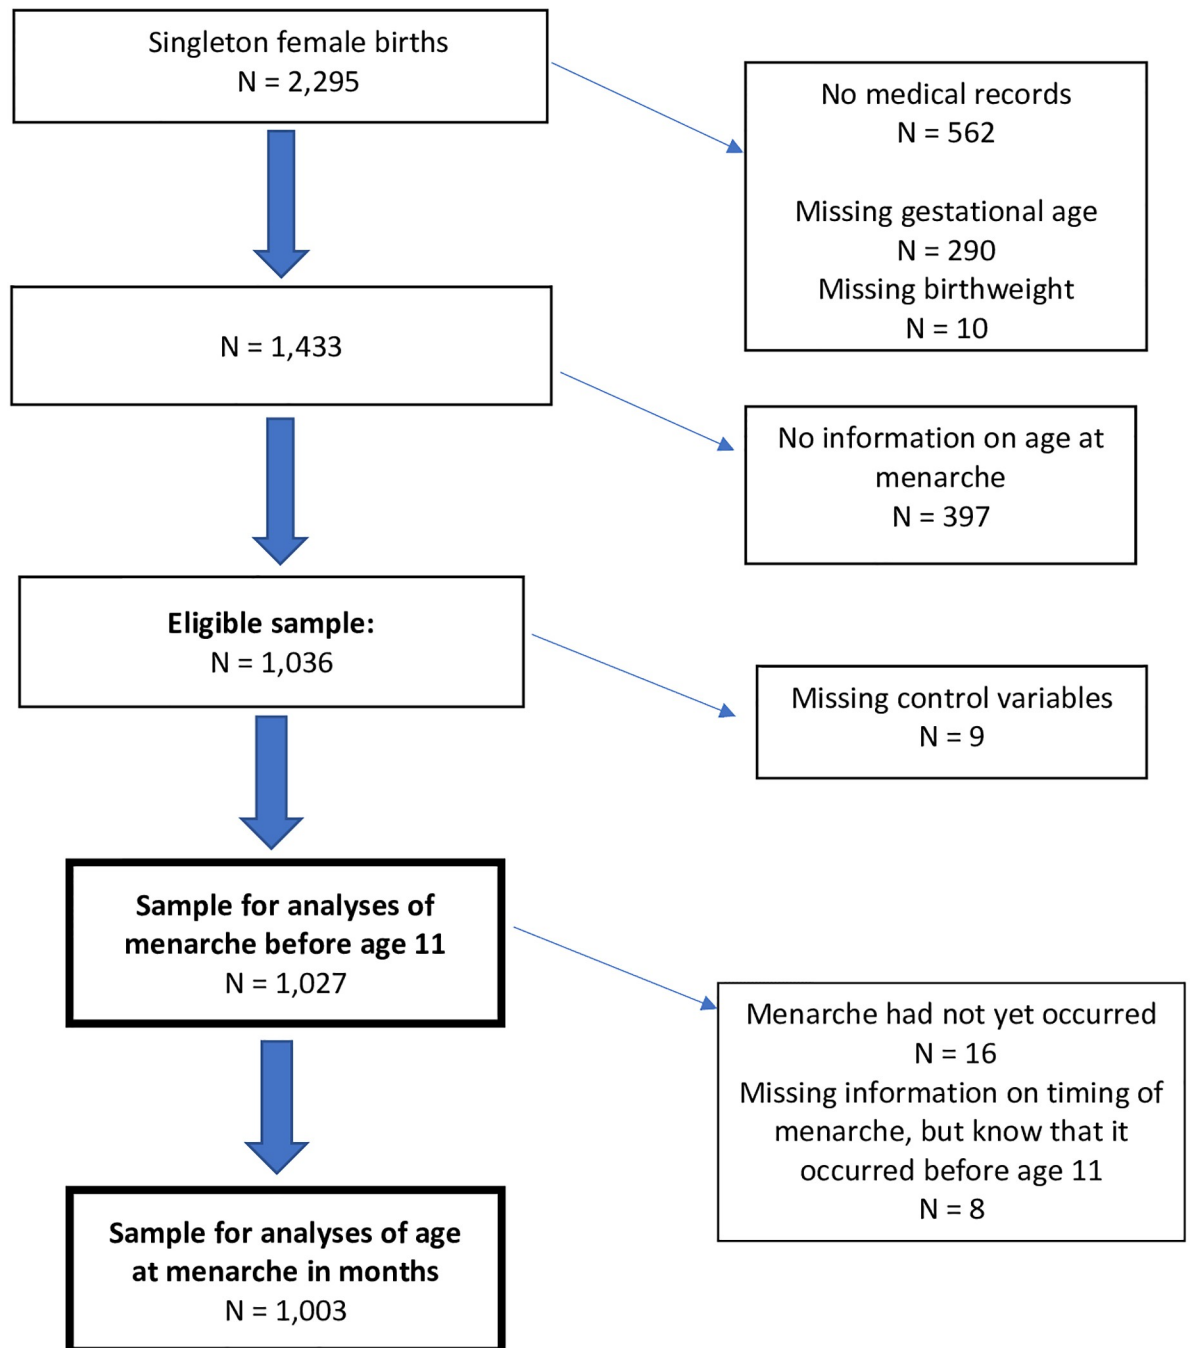 Singleton female births
N = 2,295
No medical records
N = 562
Missing gestational age
N = 290
Missing birthweight
N = 10
N = 1,433
No information on age at
menarche
N = 397
Eligible sample:
N = 1,036
Missing control variables
N = 9
Sample for analyses of
menarche before age 11
N = 1,027
Menarche had not yet occurred
N = 16
Missing information on timing of
menarche, but know that it
occurred before age 11
N = 8
Sample for analyses of age
at menarche in months
N = 1,003